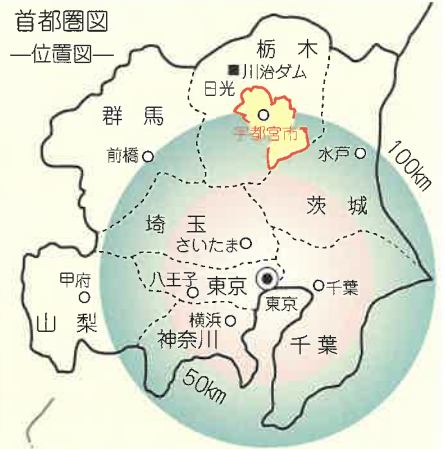 首都圏図
―位置図―
栃木
川治ダム
日光
宇都宮市
群馬
前橋
水戸
100km
茨城
埼玉
さいたま
甲府
八王子
東京
千葉
山梨
横浜
東京
神奈川
千葉
50km